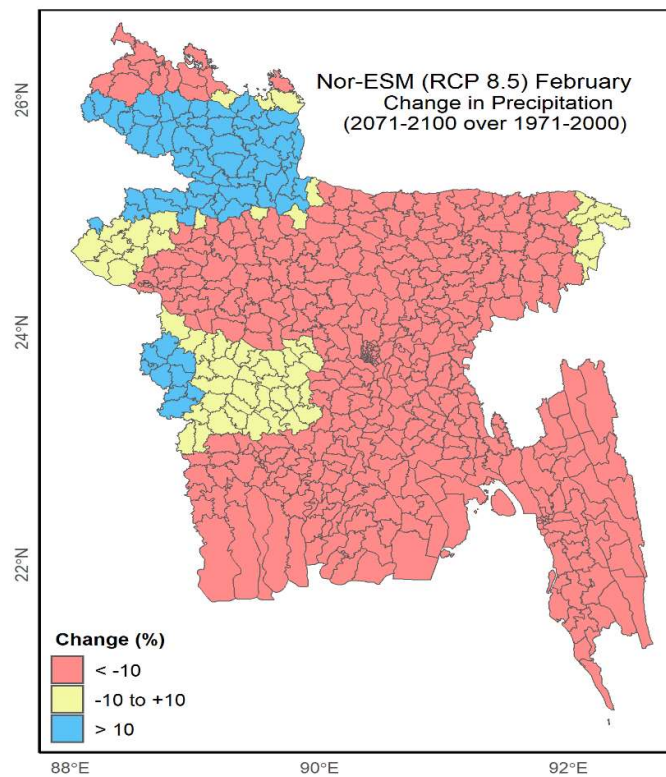 Nor-ESM (RCP 8.5) February
Change in Precipitation
(2071-2100 over 1971-2000)
26°N
24°N
22°N
Change (%)
< -10
-10 to +10
> 10
88°E
90°E
92°E